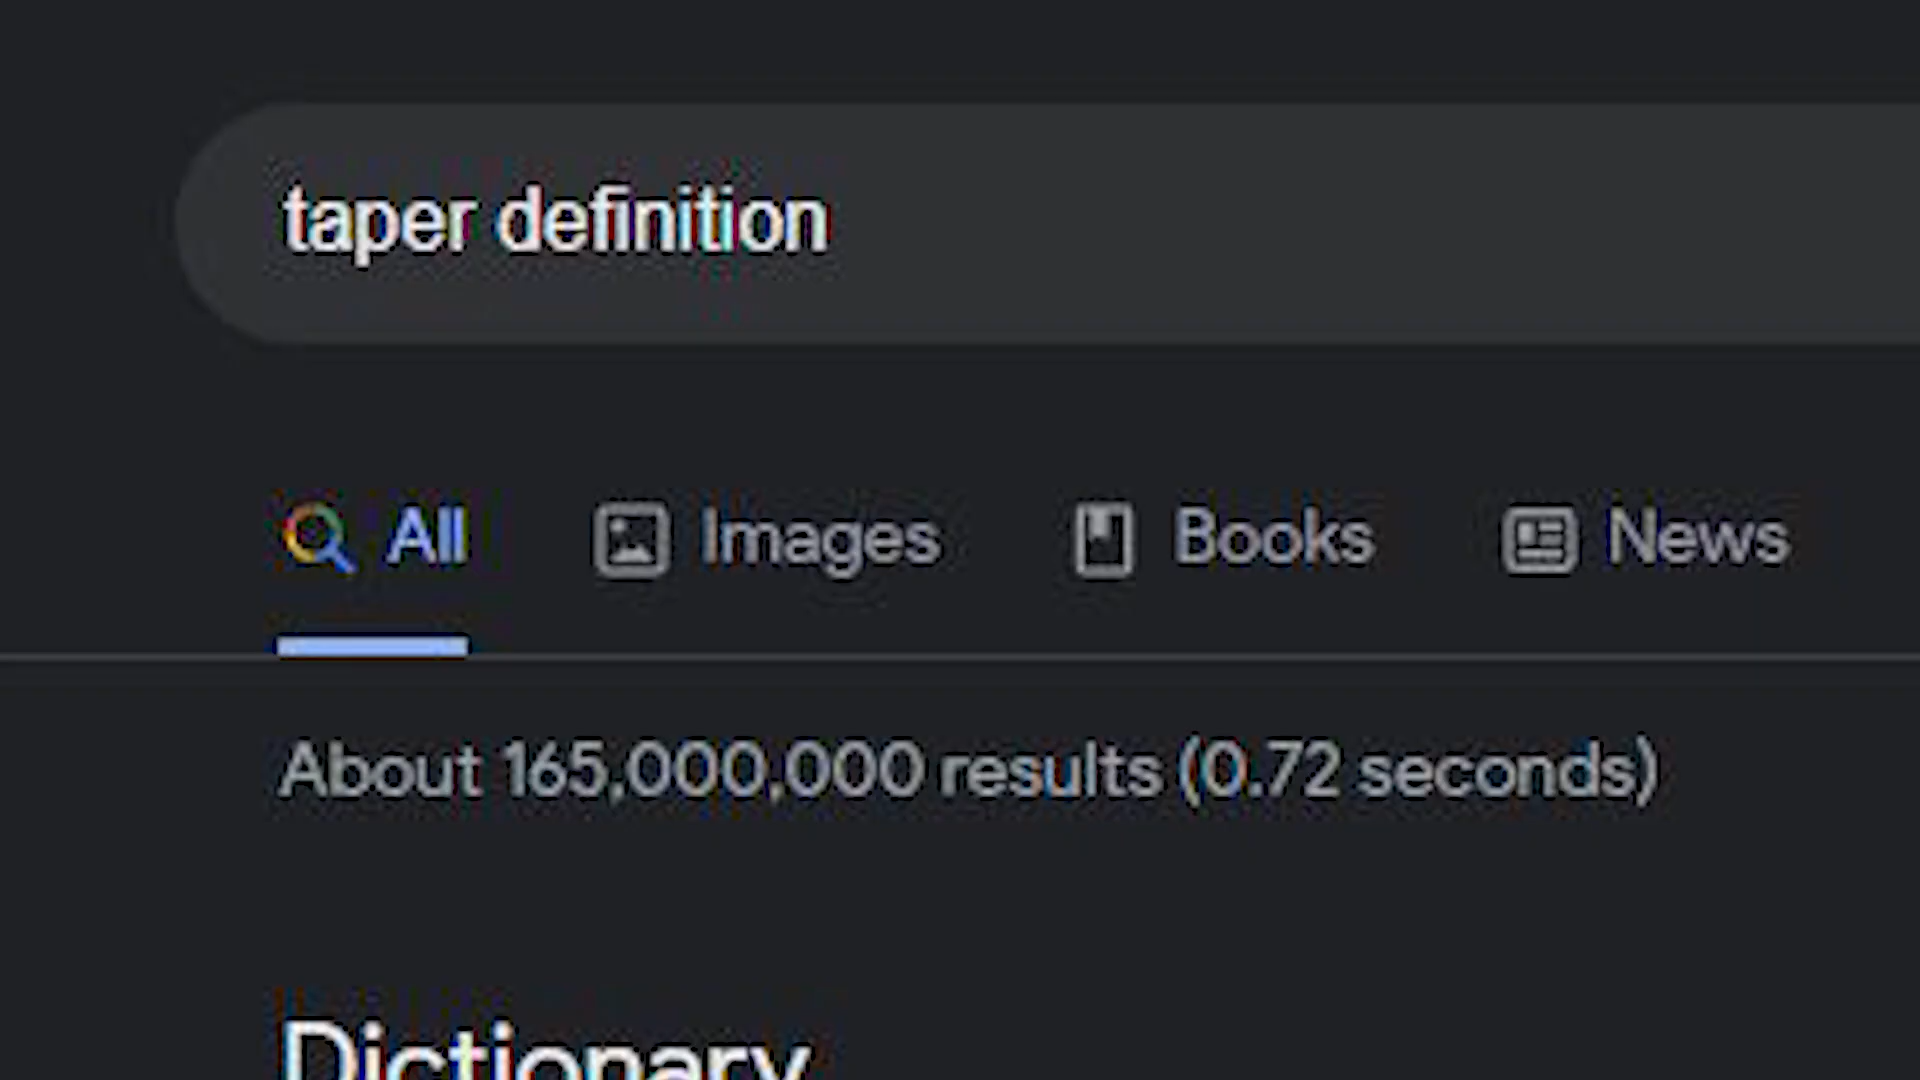 taper definition
All Images Books News
About 165,000,000 results (0.72 seconds)
Dictionary